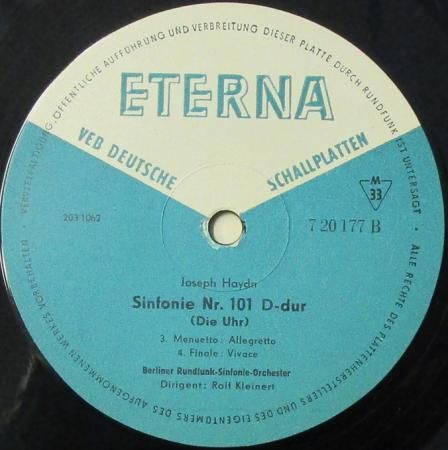 VERVIELFÄLTIGUNG, ÖFFENTLICHE AUFFÜHRUNG UND VERBREITUNG DIESER PLATTE DURCH RUNDFUNK IST UNTERSAGT · ALLE RECHTE DES PLATTENHERSTELLERS UND DES EIGENTÜMERS DES AUFGENOMMENEN WERKES VORBEHALTEN ·
ETERNA
VEB DEUTSCHE SCHALLPLATTEN
M
33
203 1062
7 20 177 B
Joseph Haydn
Sinfonie Nr. 101 D-dur
(Die Uhr)
3. Menuetto: Allegretto
4. Finale: Vivace
Berliner Rundfunk-Sinfonie-Orchester
Dirigent: Rolf Kleinert